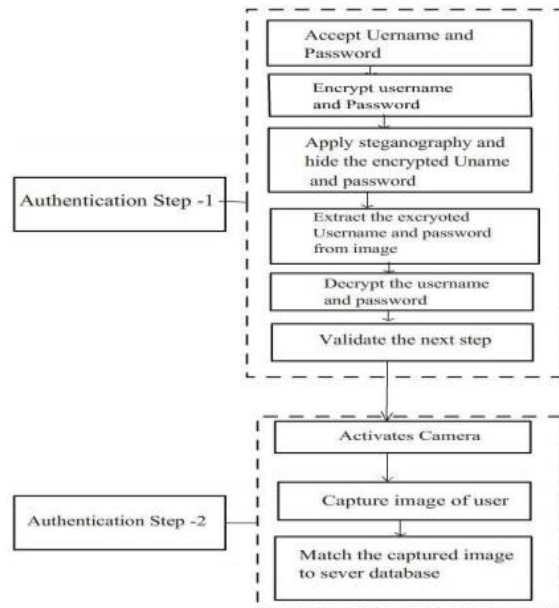 Accept Uername and
Password
Encrypt username
and Password
Apply steganography and
hide the encrypted Uname
and password
Authentication Step -1
Extract the excryoted
Username and password
from image
Decrypt the username
and password
Validate the next step
Activates Camera
Capture image of user
Authentication Step -2
Match the captured image
to sever database